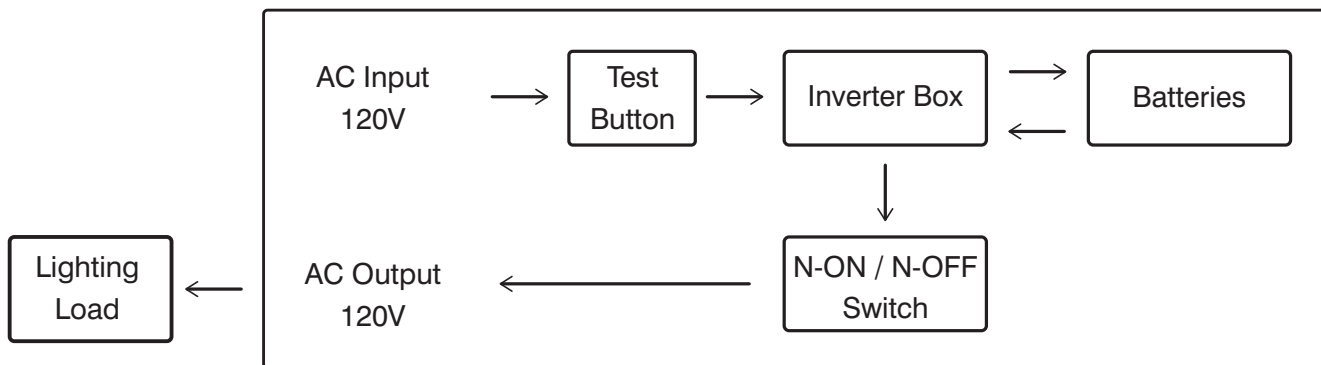 AC Input
120V
Test
Button
Inverter Box
Batteries
Lighting
Load
AC Output
120V
N-ON / N-OFF
Switch